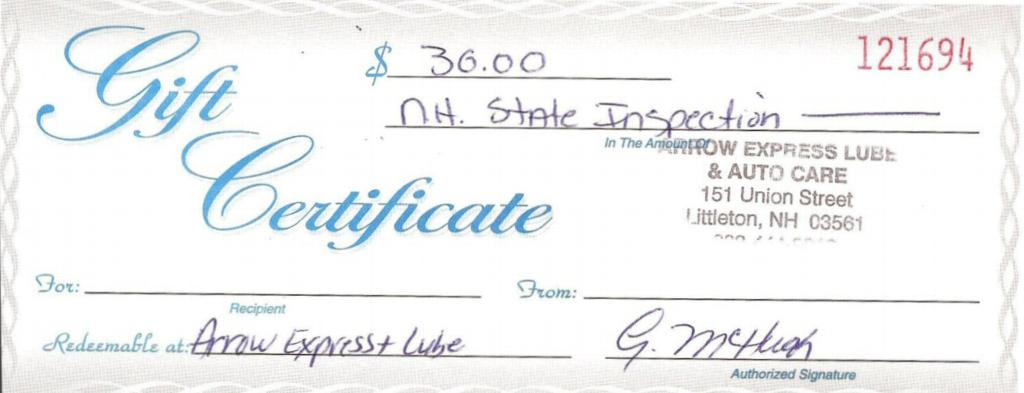 Gift Certificate
$ 36.00
121694
N.H. State Inspection
In The Amount Of
ARROW EXPRESS LUBE
& AUTO CARE
151 Union Street
Littleton, NH 03561
For:
Recipient
From:
Redeemable at: Arrow Express + Lube
G. McHugh
Authorized Signature